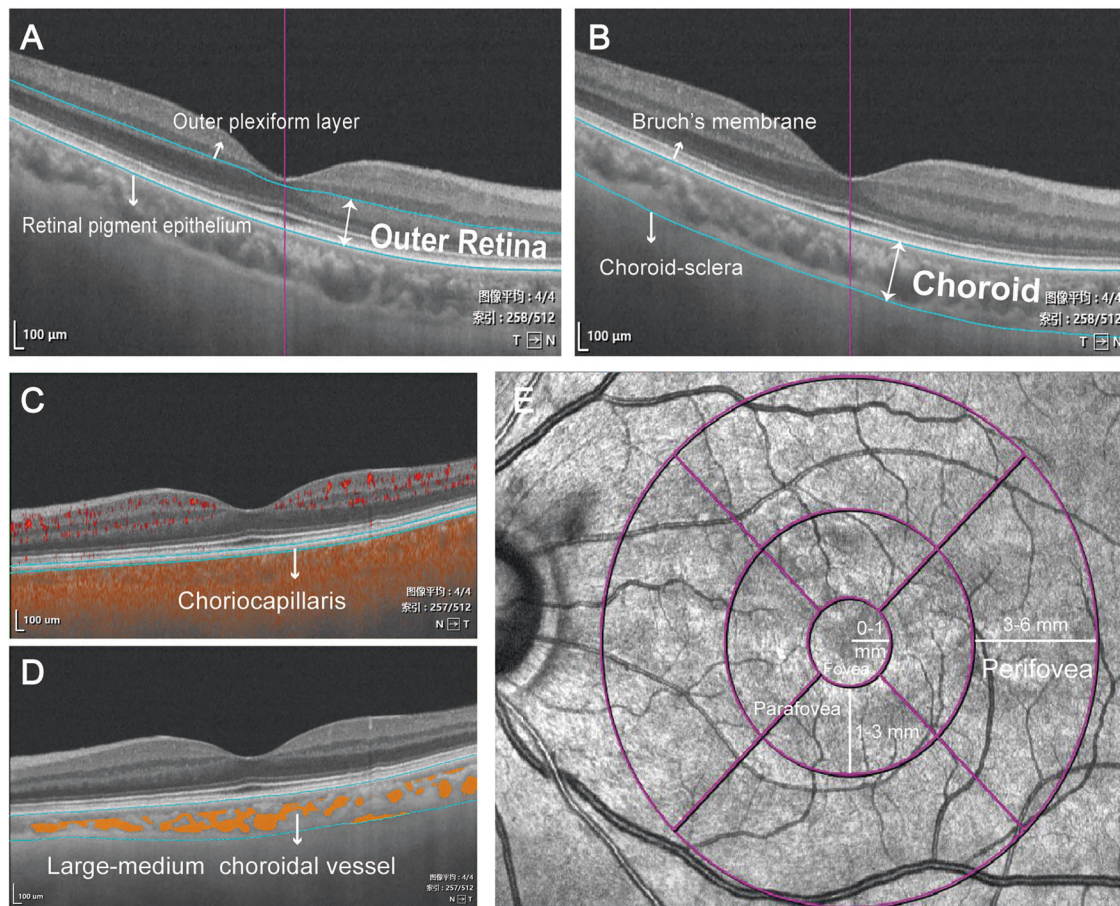 A
Outer plexiform layer
Retinal pigment epithelium
Outer Retina
图像平均：4/4
索引：258/512
100 µm
T → N
B
Bruch's membrane
Choroid-sclera
Choroid
图像平均：4/4
索引：258/512
100 µm
T → N
C
Choriocapillaris
图像平均：4/4
索引：257/512
100 µm
N → T
D
Large-medium choroidal vessel
图像平均：4/4
索引：257/512
100 µm
N → T
E
0-1
mm
Fovea
3-6 mm
Perifovea
Parafovea
1-3 mm